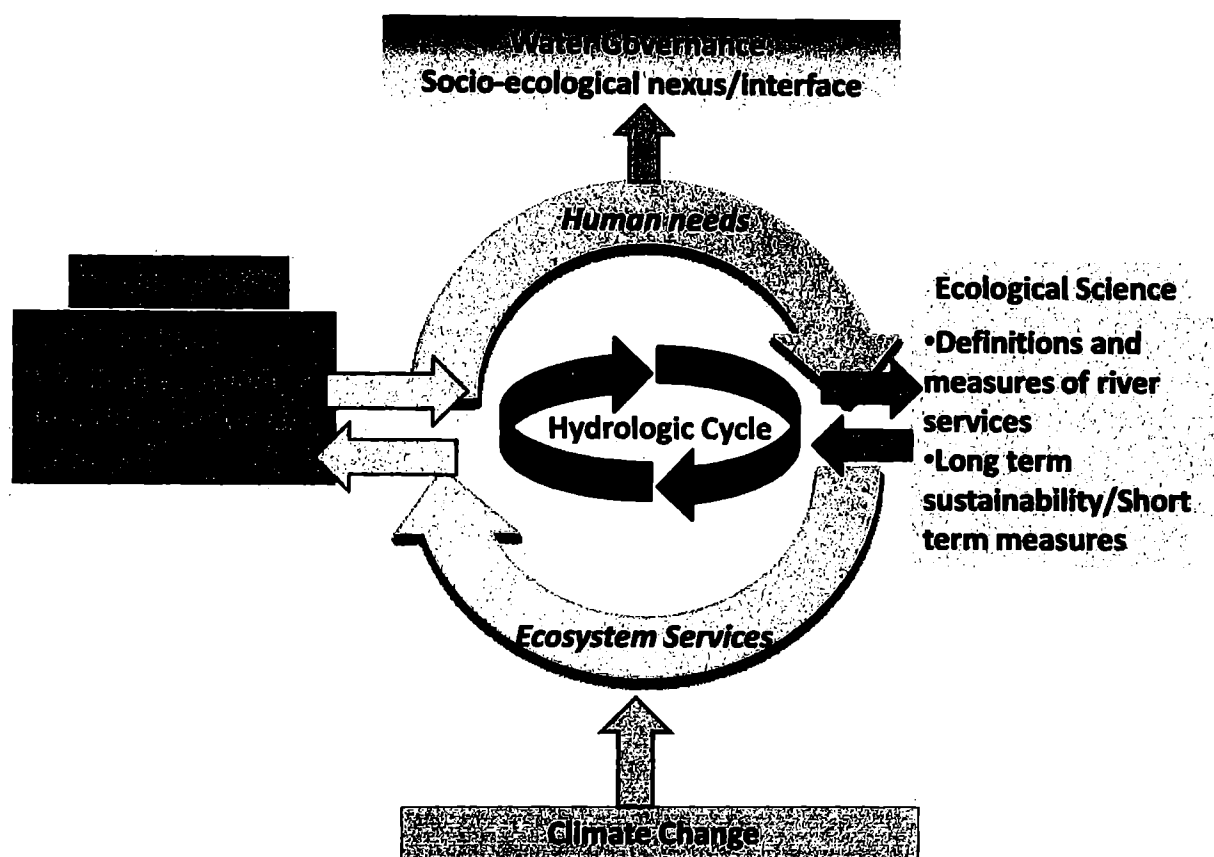 Water Governance:
Socio-ecological nexus/interface
Human needs
Hydrologic Cycle
Ecological Science
•Definitions and
measures of river
services
•Long term
sustainability/Short
term measures
Ecosystem Services
Climate Change